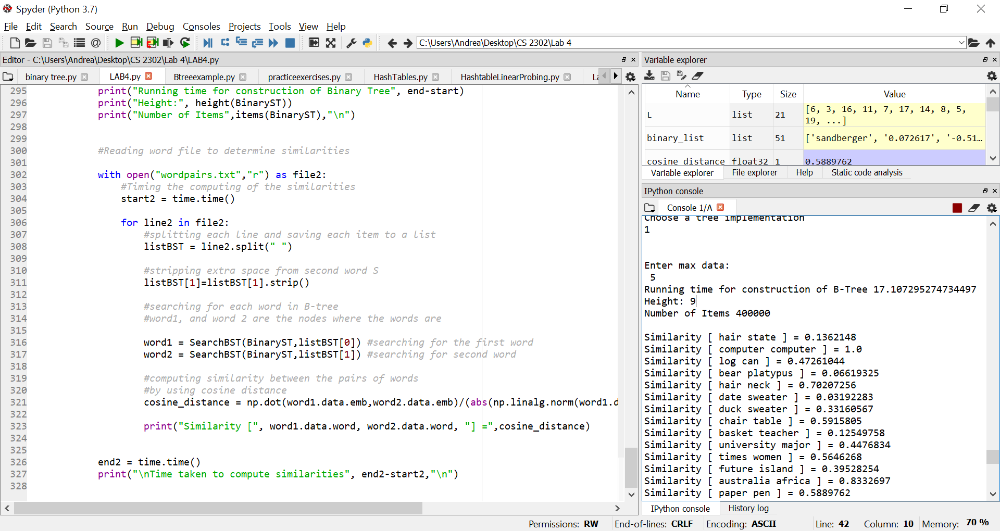 Spyder (Python 3.7)
File Edit Search Source Run Debug Consoles Projects Tools View Help
C:\Users\Andrea\Desktop\CS 2302\Lab 4
Editor - C:\Users\Andrea\Desktop\CS 2302\Lab 4\LAB4.py
binary tree.py LAB4.py Btreeexample.py practiceexercises.py HashTables.py HashtableLinearProbing.py
295 print("Running time for construction of Binary Tree", end-start)
296 print("Height:", height(BinaryST))
297 print("Number of Items",items(BinaryST),"\n")
298
299
300 #Reading word file to determine similarities
301
302 with open("wordpairs.txt","r") as file2:
303 #Timing the computing of the similarities
304 start2 = time.time()
305
306 for line2 in file2:
307 #splitting each line and saving each item to a list
308 listBST = line2.split(" ")
309
310 #stripping extra space from second word S
311 listBST[1]=listBST[1].strip()
312
313 #searching for each word in B-tree
314 #word1, and word 2 are the nodes where the words are
315
316 word1 = SearchBST(BinaryST,listBST[0]) #searching for the first word
317 word2 = SearchBST(BinaryST,listBST[1]) #searching for second word
318
319 #computing similarity between the pairs of words
320 #by using cosine distance
321 cosine_distance = np.dot(word1.data.emb,word2.data.emb)/(abs(np.linalg.norm(word1.d
322
323 print("Similarity [", word1.data.word, word2.data.word, "] =",cosine_distance)
324
325
326 end2 = time.time()
327 print("\nTime taken to compute similarities", end2-start2,"\n")
328
Variable explorer
Name Type Size Value
L list 21 [6, 3, 16, 11, 7, 17, 14, 8, 5,
19, ...]
binary_list list 51 ['sandberger', '0.072617', '-0.51…
cosine_distance float32 1 0.5889762
Variable explorer File explorer Help Static code analysis
IPython console
Console 1/A
Choose a tree implementation
1
Enter max data:
5
Running time for construction of B-Tree 17.107295274734497
Height: 9
Number of Items 400000
Similarity [ hair state ] = 0.1362148
Similarity [ computer computer ] = 1.0
Similarity [ log can ] = 0.47261044
Similarity [ bear platypus ] = 0.06619325
Similarity [ hair neck ] = 0.70207256
Similarity [ date sweater ] = 0.03192283
Similarity [ duck sweater ] = 0.33160567
Similarity [ chair table ] = 0.5915805
Similarity [ basket teacher ] = 0.12549758
Similarity [ university major ] = 0.4476834
Similarity [ times women ] = 0.5646268
Similarity [ future island ] = 0.39528254
Similarity [ australia africa ] = 0.8332697
Similarity [ paper pen ] = 0.5889762
IPython console History log
Permissions: RW End-of-lines: CRLF Encoding: ASCII Line: 42 Column: 10 Memory: 70 %